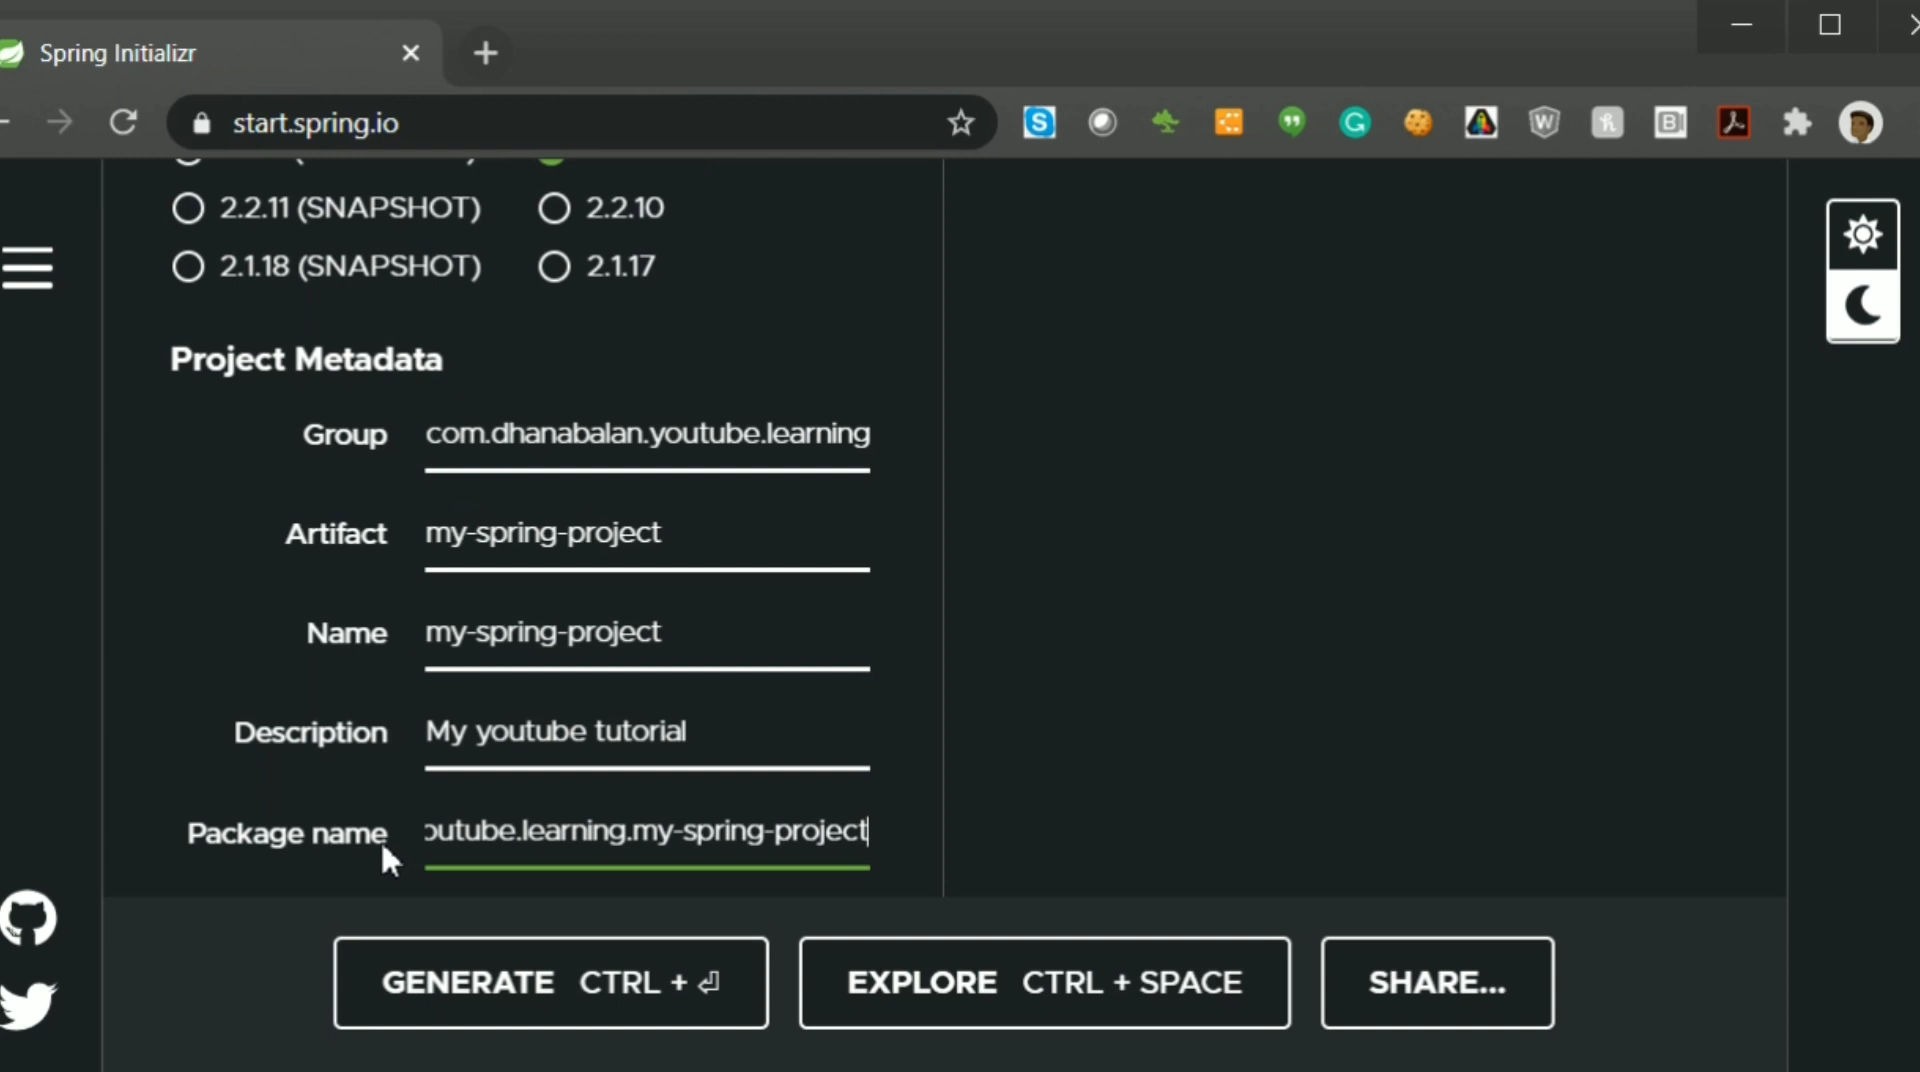 Spring Initializr
start.spring.io
2.2.11 (SNAPSHOT) 2.2.10
2.1.18 (SNAPSHOT) 2.1.17
Project Metadata
Group com.dhanabalan.youtube.learning
Artifact my-spring-project
Name my-spring-project
Description My youtube tutorial
Package name outube.learning.my-spring-project
GENERATE CTRL + ⏎ EXPLORE CTRL + SPACE SHARE...